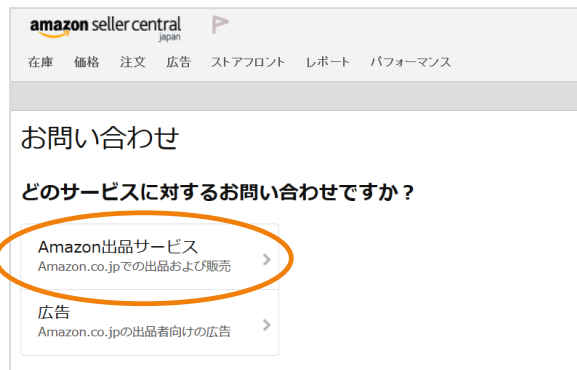 amazon seller central
japan
在庫 価格 注文 広告 ストアフロント レポート パフォーマンス
お問い合わせ
どのサービスに対するお問い合わせですか？
Amazon出品サービス
Amazon.co.jpでの出品および販売
広告
Amazon.co.jpの出品者向けの広告